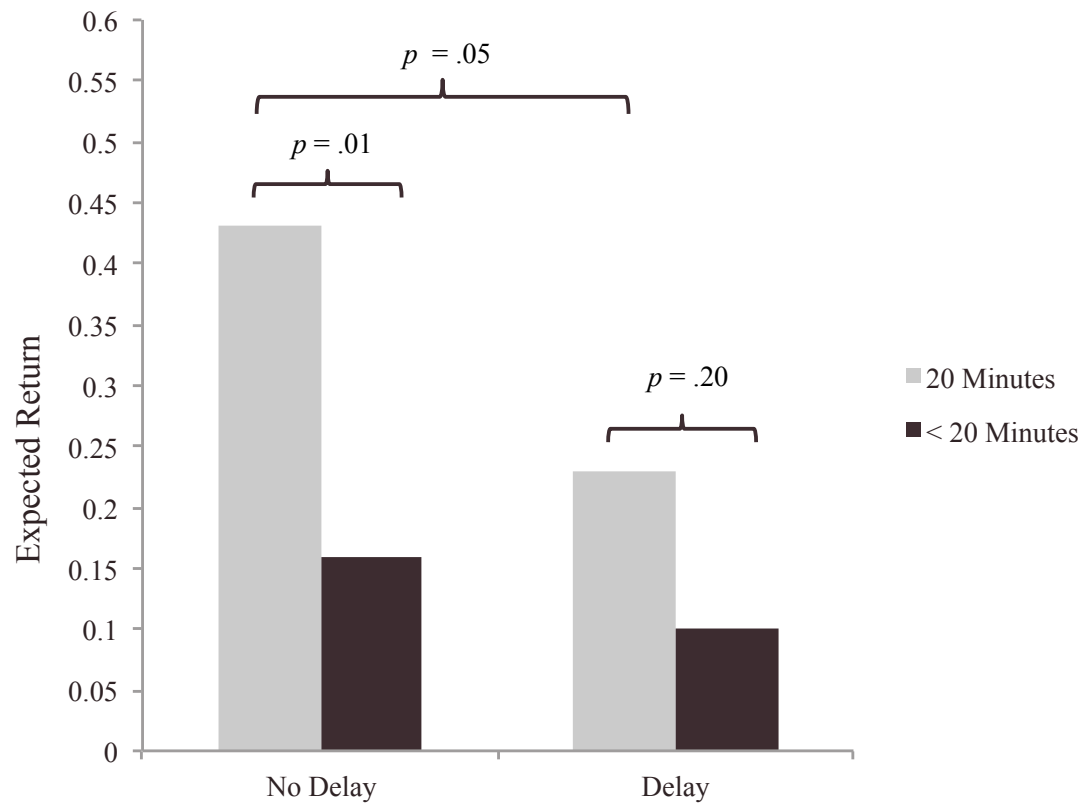 0.6
0.55
0.5
0.45
0.4
0.35
0.3
0.25
0.2
0.15
0.1
0.05
0
Expected Return
p = .05
p = .01
p = .20
20 Minutes
< 20 Minutes
No Delay
Delay